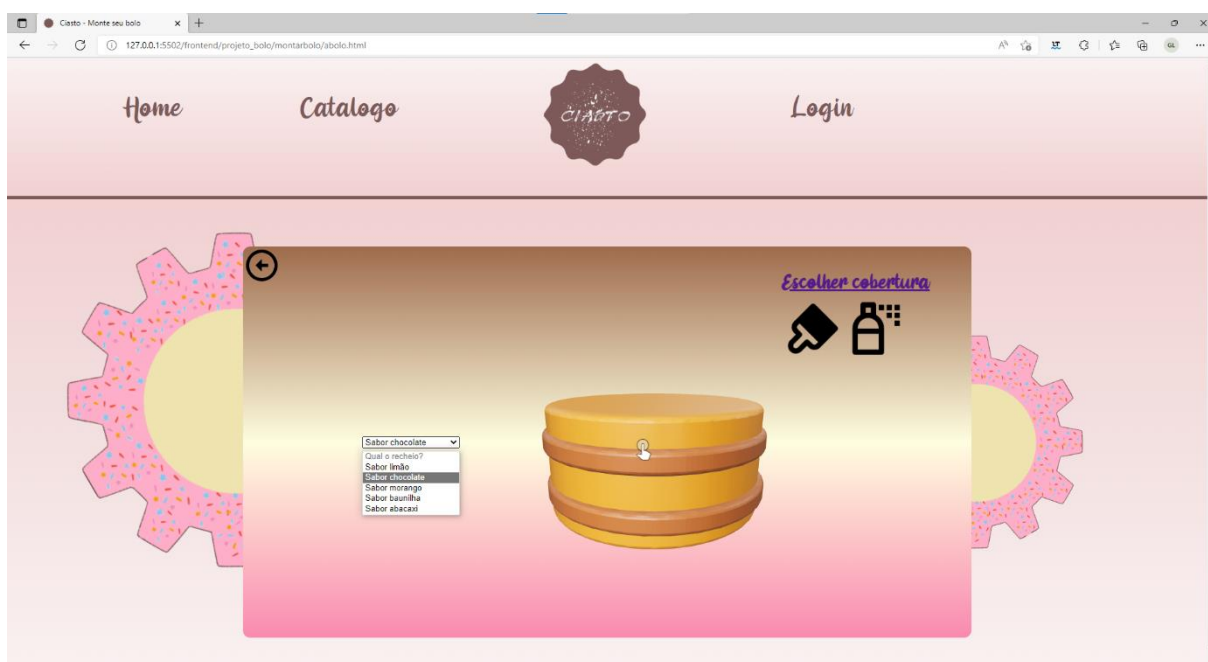 Ciasto - Monte seu bolo
127.0.0.1:5502/frontend/projeto_bolo/montarbolo/abolo.html
GL
Home
Catalogo
CIASTO
Login
Escolher cobertura
Sabor chocolate
Qual o recheio?
Sabor limão
Sabor chocolate
Sabor morango
Sabor baunilha
Sabor abacaxi